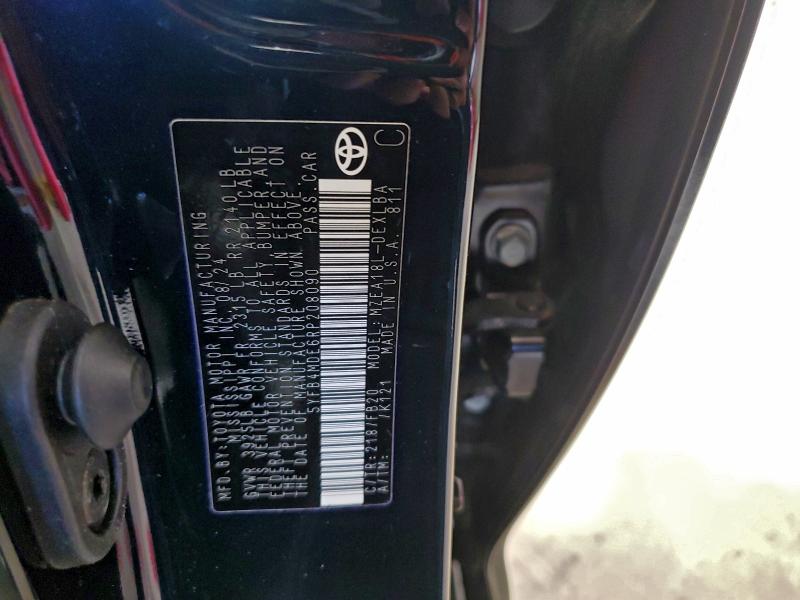 MFD. BY: TOYOTA MOTOR MANUFACTURING
MISSISSIPPI INC. 08/24
GVWR 3925LB GAWR FR 2315 LB RR 2140LB
THIS VEHICLE CONFORMS TO ALL APPLICABLE
FEDERAL MOTOR VEHICLE SAFETY BUMPER AND
THEFT PREVENTION STANDARDS IN EFFECT ON
THE DATE OF MANUFACTURE SHOWN ABOVE.
5YFB4MDE6RP208090 PASS.CAR
C/TR:218/FB20 MODEL:MZEA18L-DEXLBA
A/TM: /K121 MADE IN U.S.A. 811
C